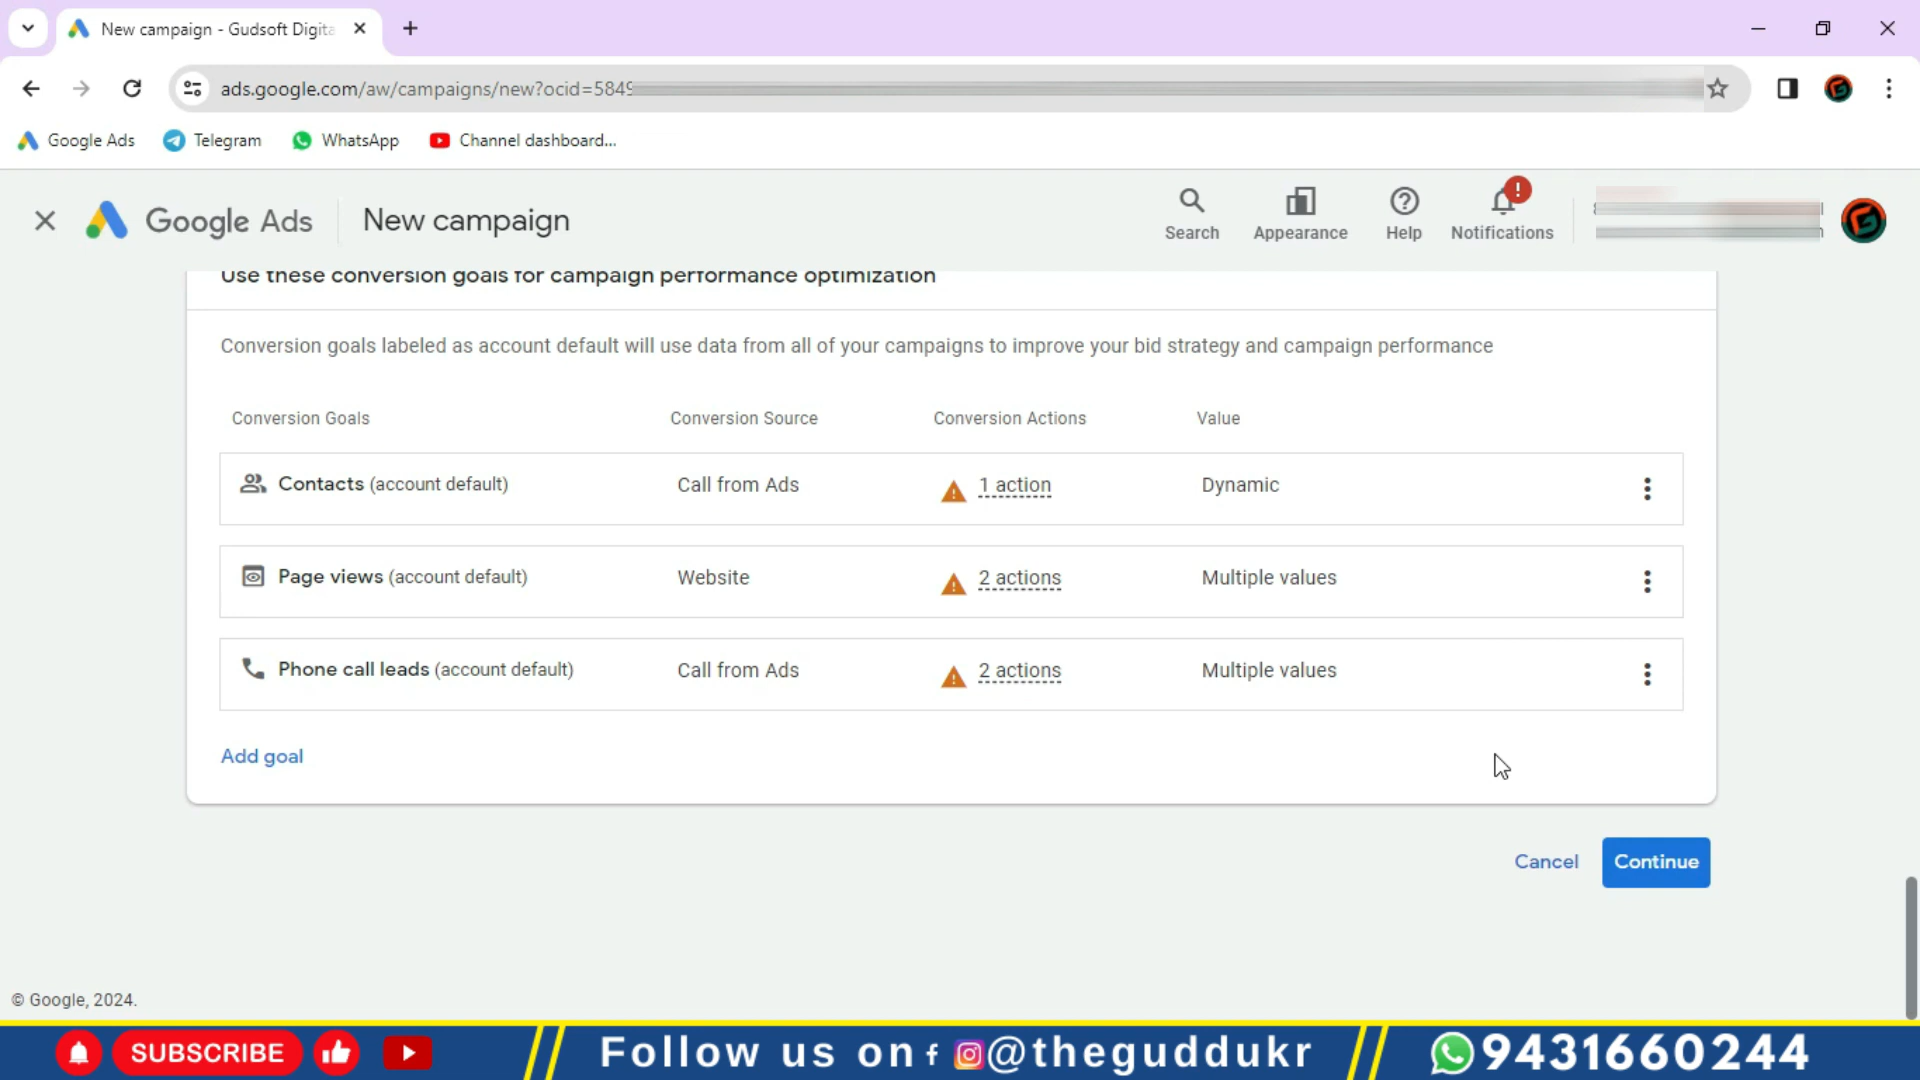 New campaign - Gudsoft Digita
ads.google.com/aw/campaigns/new?ocid=5849
Google Ads
Telegram
WhatsApp
Channel dashboard...
Google Ads
New campaign
Search
Appearance
Help
Notifications
Use these conversion goals for campaign performance optimization
Conversion goals labeled as account default will use data from all of your campaigns to improve your bid strategy and campaign performance
Conversion Goals Conversion Source Conversion Actions Value
Contacts (account default) Call from Ads 1 action Dynamic
Page views (account default) Website 2 actions Multiple values
Phone call leads (account default) Call from Ads 2 actions Multiple values
Add goal
Cancel Continue
© Google, 2024.
SUBSCRIBE
Follow us on f @theguddukr
9431660244